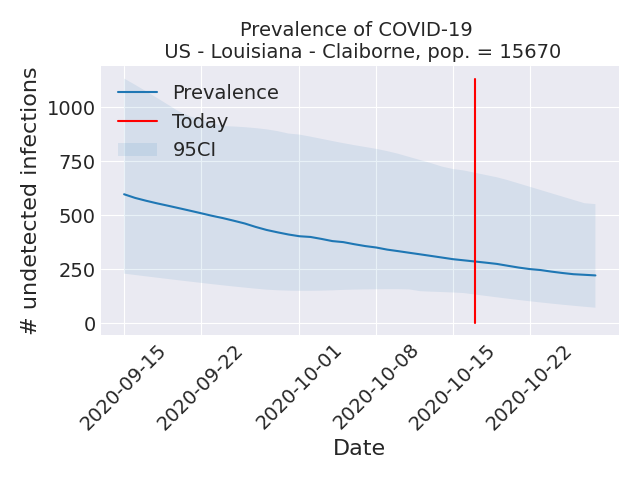 Prevalence of COVID-19
US - Louisiana - Claiborne, pop. = 15670
# undetected infections
1000
750
500
250
0
Prevalence
Today
95CI
2020-09-15
2020-09-22
2020-10-01
2020-10-08
2020-10-15
2020-10-22
Date